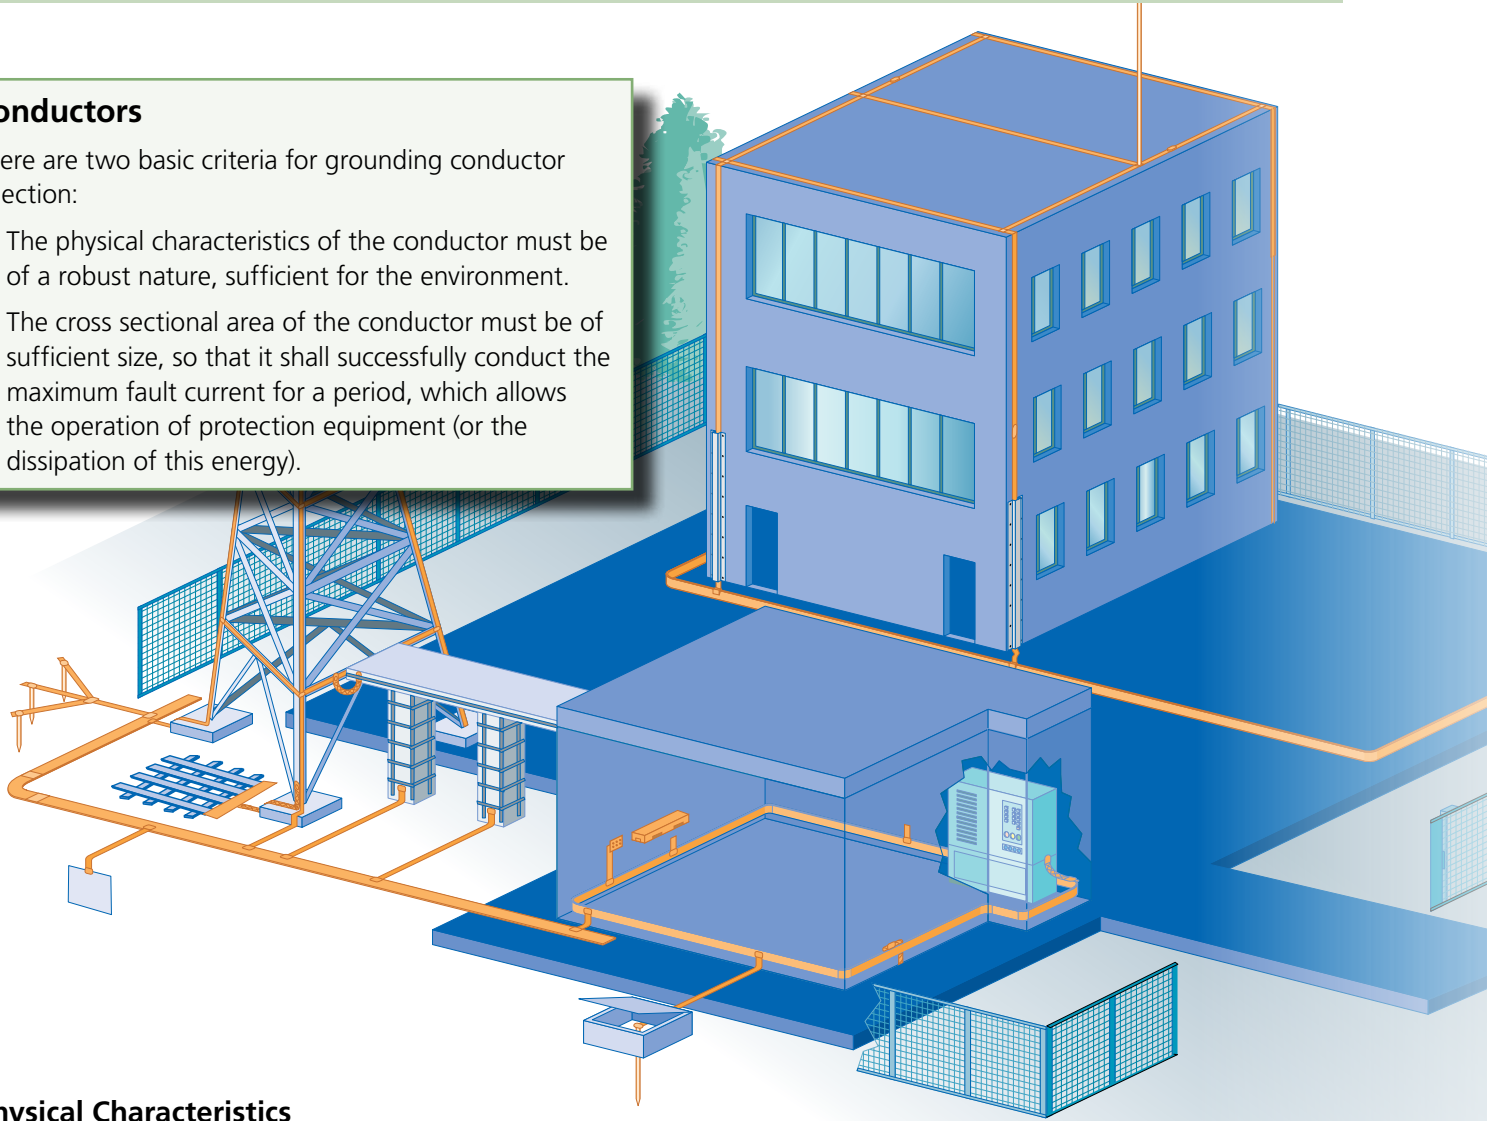 onductors
ere are two basic criteria for grounding conductor
ection:
The physical characteristics of the conductor must be
of a robust nature, sufficient for the environment.
The cross sectional area of the conductor must be of
sufficient size, so that it shall successfully conduct the
maximum fault current for a period, which allows
the operation of protection equipment (or the
dissipation of this energy).
hysical Characteristics